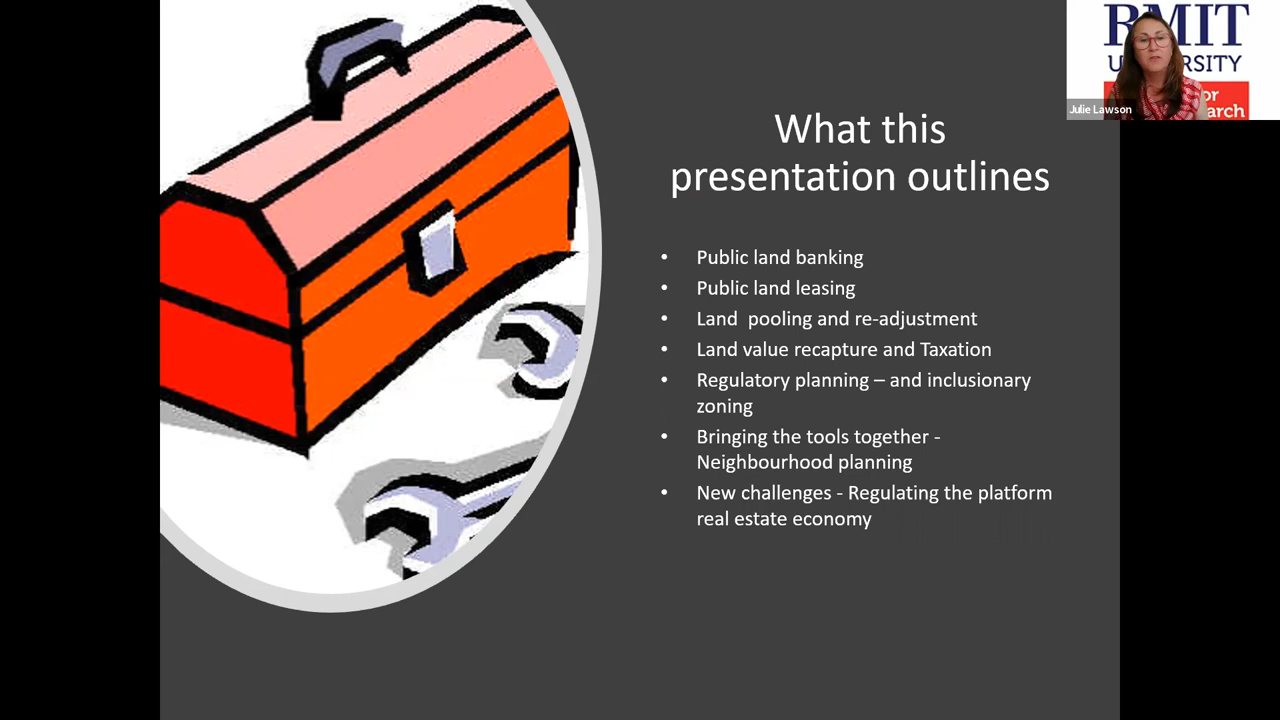 What this
presentation outlines
• Public land banking
• Public land leasing
• Land pooling and re-adjustment
• Land value recapture and Taxation
• Regulatory planning – and inclusionary
zoning
• Bringing the tools together -
Neighbourhood planning
• New challenges - Regulating the platform
real estate economy
RMIT
UNIVERSITY
Julie Lawson